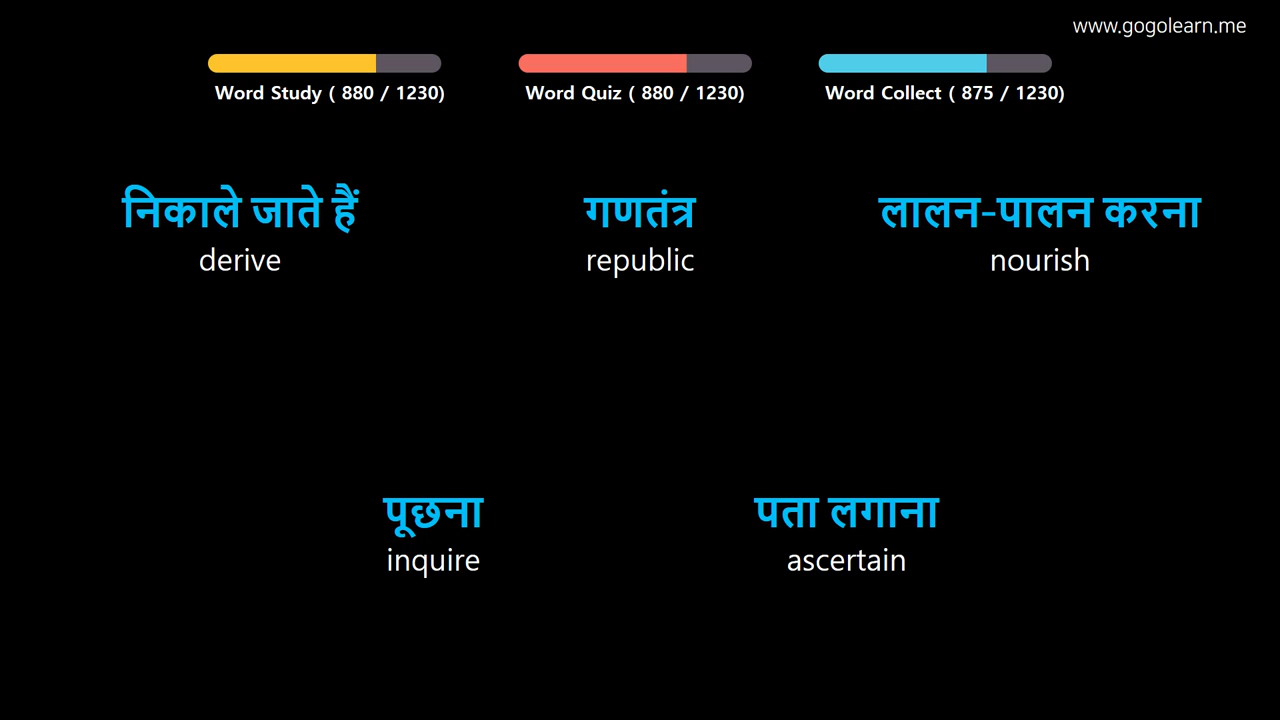 www.gogolearn.me
Word Study ( 880 / 1230)
Word Quiz ( 880 / 1230)
Word Collect ( 875 / 1230)
निकाले जाते हैं
derive
गणतंत्र
republic
लालन-पालन करना
nourish
पूछना
inquire
पता लगाना
ascertain